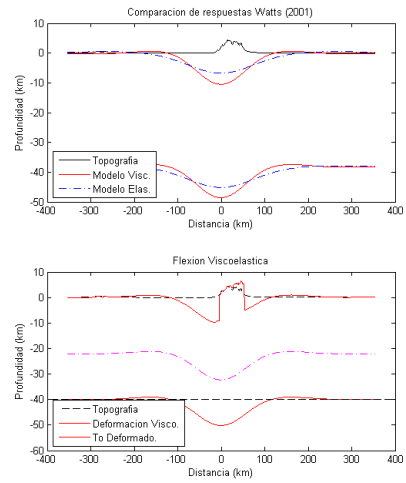 Comparacion de respuestas Watts (2001)
10
0
-10
-20
-30
-40
-50
Profundidad (km)
Topografia
Modelo Visc.
Modelo Elas.
-400 -300 -200 -100 0 100 200 300 400
Distancia (km)
Flexion Viscoelastica
10
0
-10
-20
-30
-40
-50
-60
Profundidad (km)
Topografia
Deformacion Visco.
To Deformado.
-400 -300 -200 -100 0 100 200 300 400
Distancia (km)